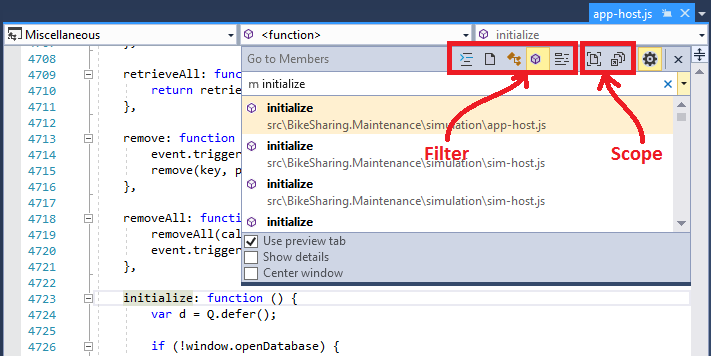 app-host.js
Miscellaneous <function> initialize
4707 },
4708
4709 retrieveAll: func
4710 return retrie
4711 },
4712
4713 remove: function
4714 event.trigger
4715 remove(key, p
4716 },
4717
4718 removeAll: functi
4719 removeAll(cal
4720 event.trigger
4721 },
4722
4723 initialize: function () {
4724 var d = Q.defer();
4725
4726 if (!window.openDatabase) {
Go to Members
m initialize
initialize
src\BikeSharing.Maintenance\simulation\app-host.js
initialize
src\BikeSharing.Maintenance\simulation\sim-host.js
initialize
src\BikeSharing.Maintenance\simulation\sim-host.js
initialize
Use preview tab
Show details
Center window
Filter
Scope